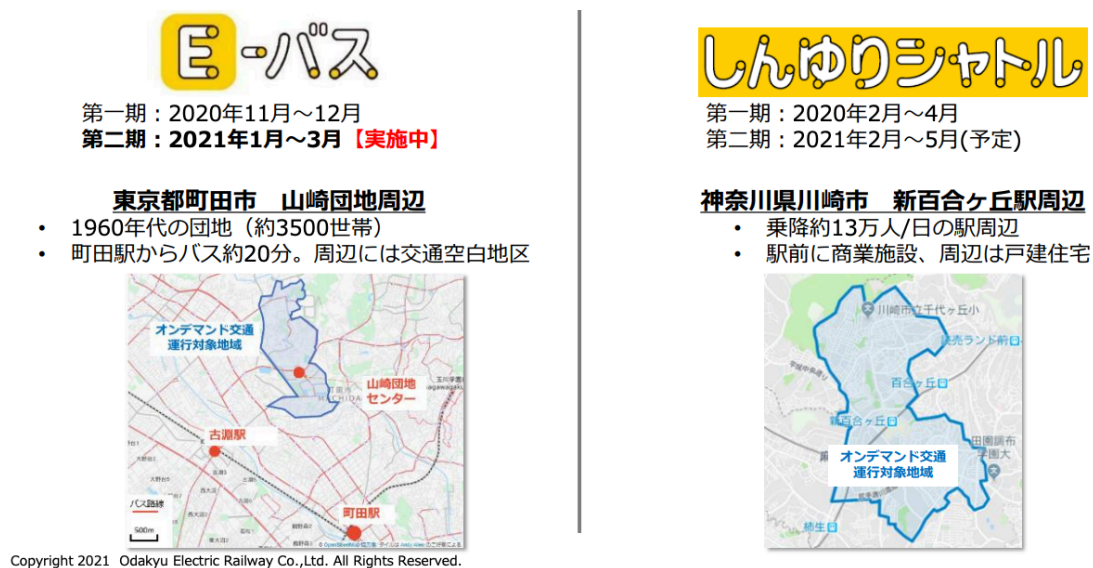 E-バス
第一期：2020年11月～12月
第二期：2021年1月～3月【実施中】
東京都町田市　山崎団地周辺
• 1960年代の団地（約3500世帯）
• 町田駅からバス約20分。周辺には交通空白地区
オンデマンド交通
運行対象地域
山崎団地
センター
町田市
MACHIDA
古淵駅
バス路線
500m
町田駅
しんゆりシャトル
第一期：2020年2月～4月
第二期：2021年2月～5月(予定)
神奈川県川崎市　新百合ヶ丘駅周辺
• 乗降約13万人/日の駅周辺
• 駅前に商業施設、周辺は戸建住宅
川崎市立千代ヶ丘小
読売ランド前
百合ヶ丘
新百合ヶ丘
田園調布
学園大
オンデマンド交通
運行対象地域
柿生
Copyright 2021 Odakyu Electric Railway Co.,Ltd. All Rights Reserved.